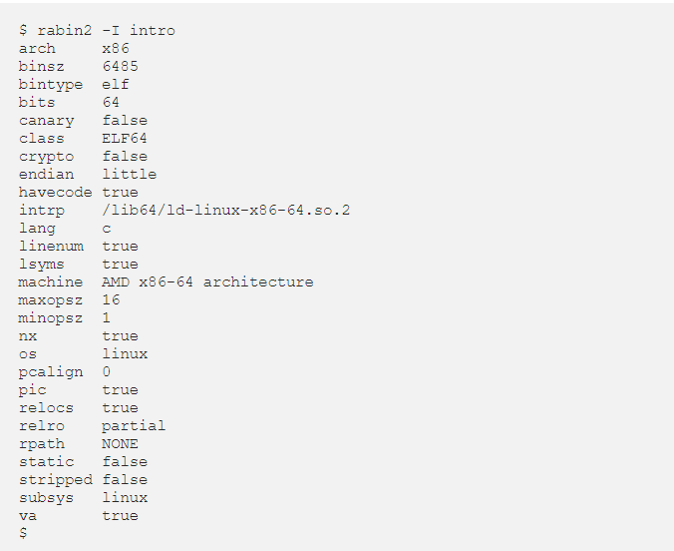 $ rabin2 -I intro
arch     x86
binsz    6485
bintype  elf
bits     64
canary   false
class    ELF64
crypto   false
endian   little
havecode true
intrp    /lib64/ld-linux-x86-64.so.2
lang     c
linenum  true
lsyms    true
machine  AMD x86-64 architecture
maxopsz  16
minopsz  1
nx       true
os       linux
pcalign  0
pic      true
relocs   true
relro    partial
rpath    NONE
static   false
stripped false
subsys   linux
va       true
$